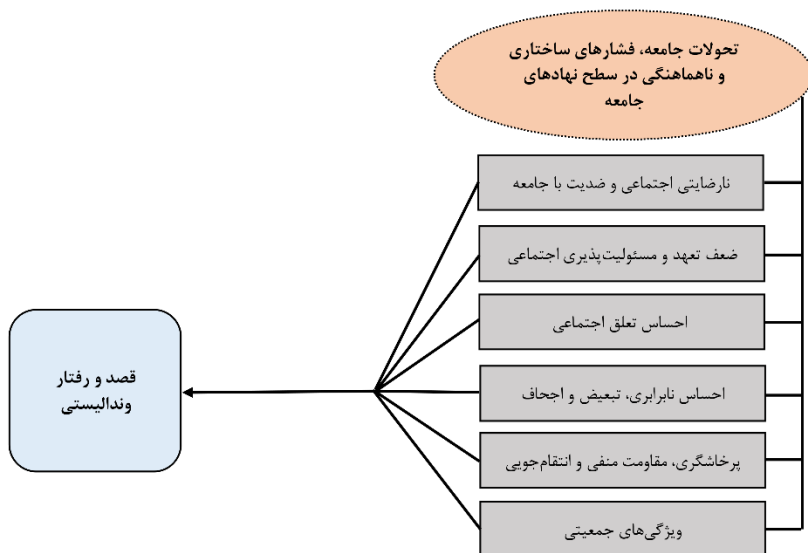 تحولات جامعه، فشارهای ساختاری
و ناهماهنگی در سطح نهادهای
جامعه
نارضایتی اجتماعی و ضدیت با جامعه
ضعف تعهد و مسئولیت‌پذیری اجتماعی
احساس تعلق اجتماعی
احساس نابرابری، تبعیض و اجحاف
پرخاشگری، مقاومت منفی و انتقام‌جویی
ویژگی‌های جمعیتی
قصد و رفتار
وندالیستی